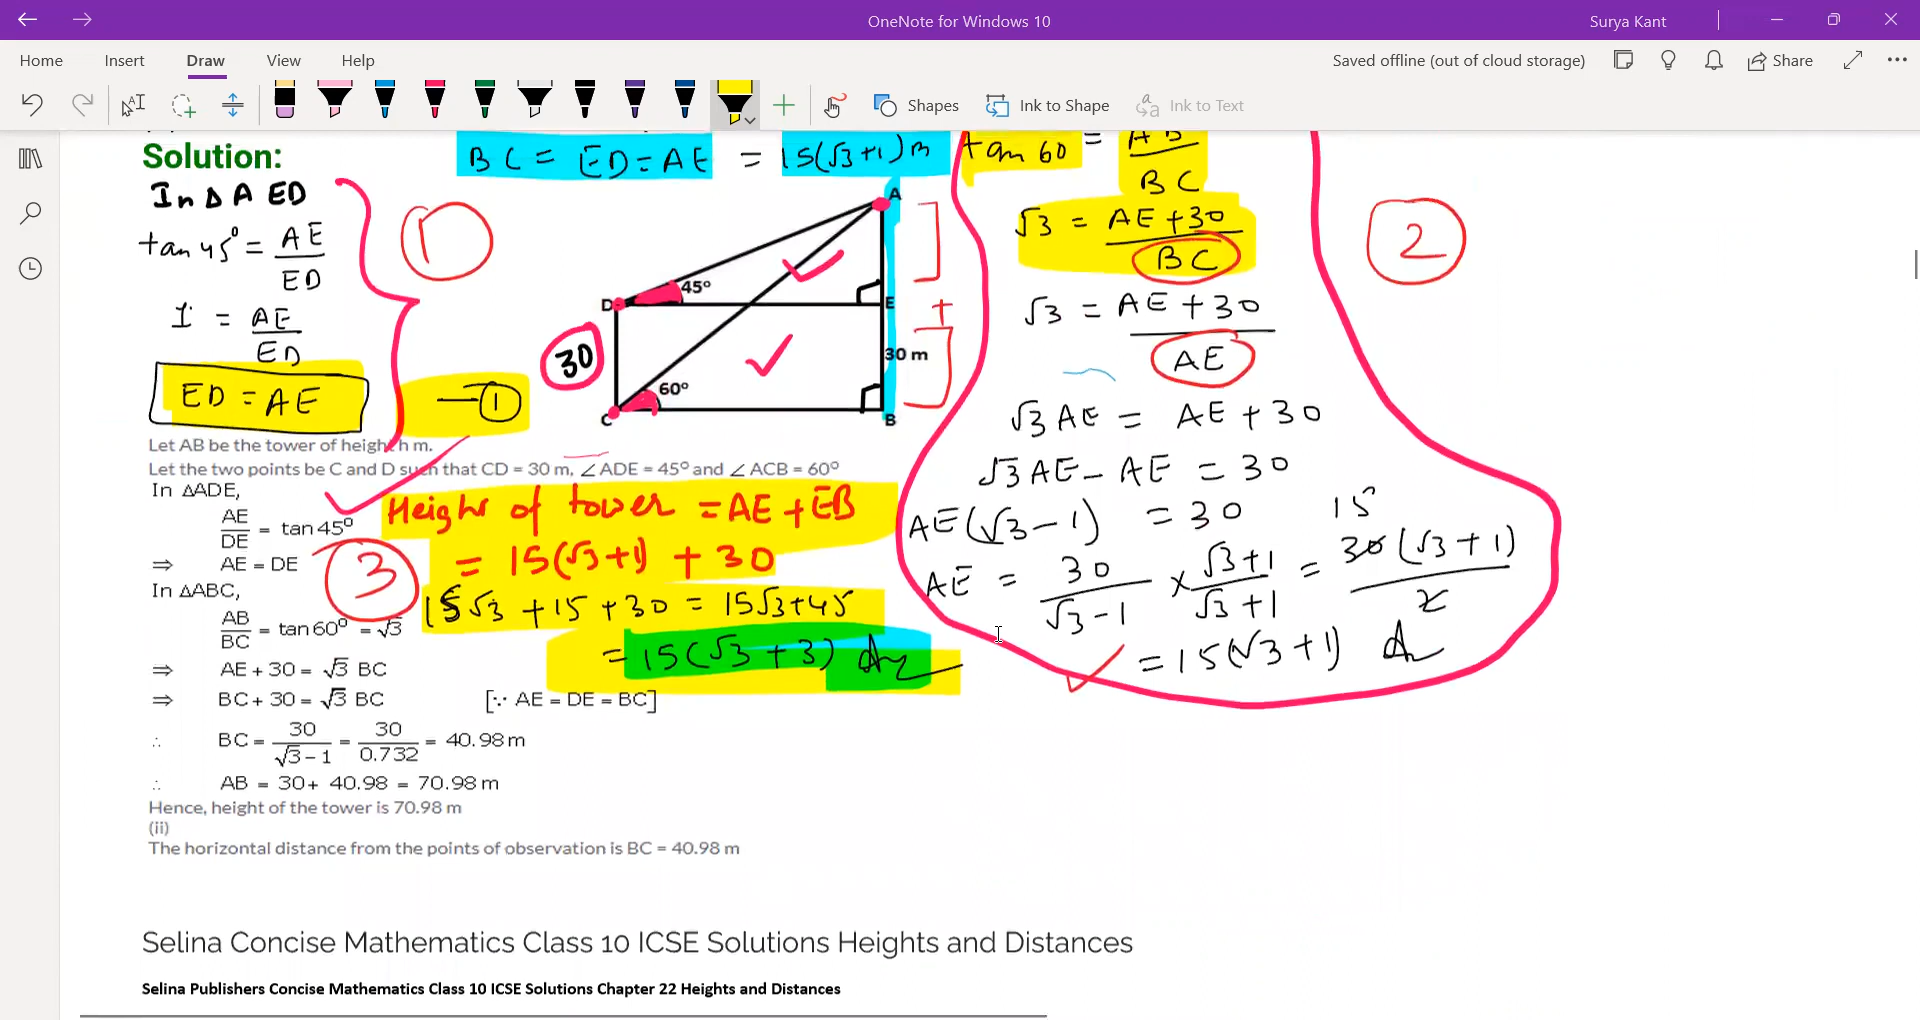 OneNote for Windows 10
Surya Kant
Home Insert Draw View Help
Saved offline (out of cloud storage)
Share
Shapes
Ink to Shape
Ink to Text
Solution:
BC = ED = AE = 15(√3+1) m
In Δ AED
tan 45° = AE/ED
1 = AE/ED
ED = AE
—①
①
A
D
45°
E
30
30 m
+
60°
C
B
tan 60 = AB/BC
√3 = AE+30/BC
√3 = AE+30/AE
√3 AE = AE + 30
√3 AE - AE = 30
AE(√3-1) = 30
15
AE = 30/√3-1 × √3+1/√3+1 = 30(√3+1)/2
= 15(√3+1)
②
Let AB be the tower of height h m.
Let the two points be C and D such that CD = 30 m, ∠ADE = 45º and ∠ACB = 60º
In ΔADE,
AE/DE = tan 45º
⇒ AE = DE
In ΔABC,
AB/BC = tan 60º = √3
⇒ AE + 30 = √3 BC
⇒ BC + 30 = √3 BC [∵ AE = DE = BC]
∴ BC = 30/√3-1 = 30/0.732 = 40.98 m
∴ AB = 30 + 40.98 = 70.98 m
Hence, height of the tower is 70.98 m
(ii)
The horizontal distance from the points of observation is BC = 40.98 m
③
Height of tower = AE + EB
= 15(√3+1) + 30
15√3 + 15 + 30 = 15√3+45
= 15(√3+3)
Selina Concise Mathematics Class 10 ICSE Solutions Heights and Distances
Selina Publishers Concise Mathematics Class 10 ICSE Solutions Chapter 22 Heights and Distances